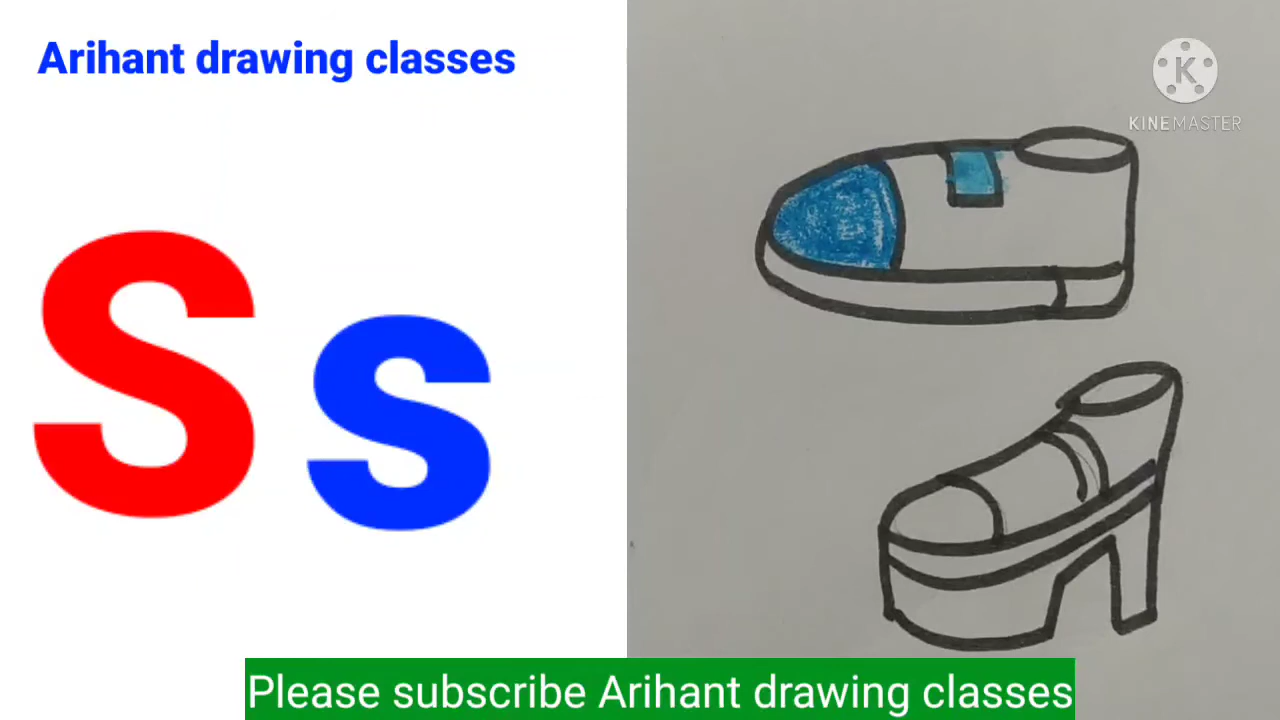 Arihant drawing classes
K
KINEMASTER
S s
Please subscribe Arihant drawing classes